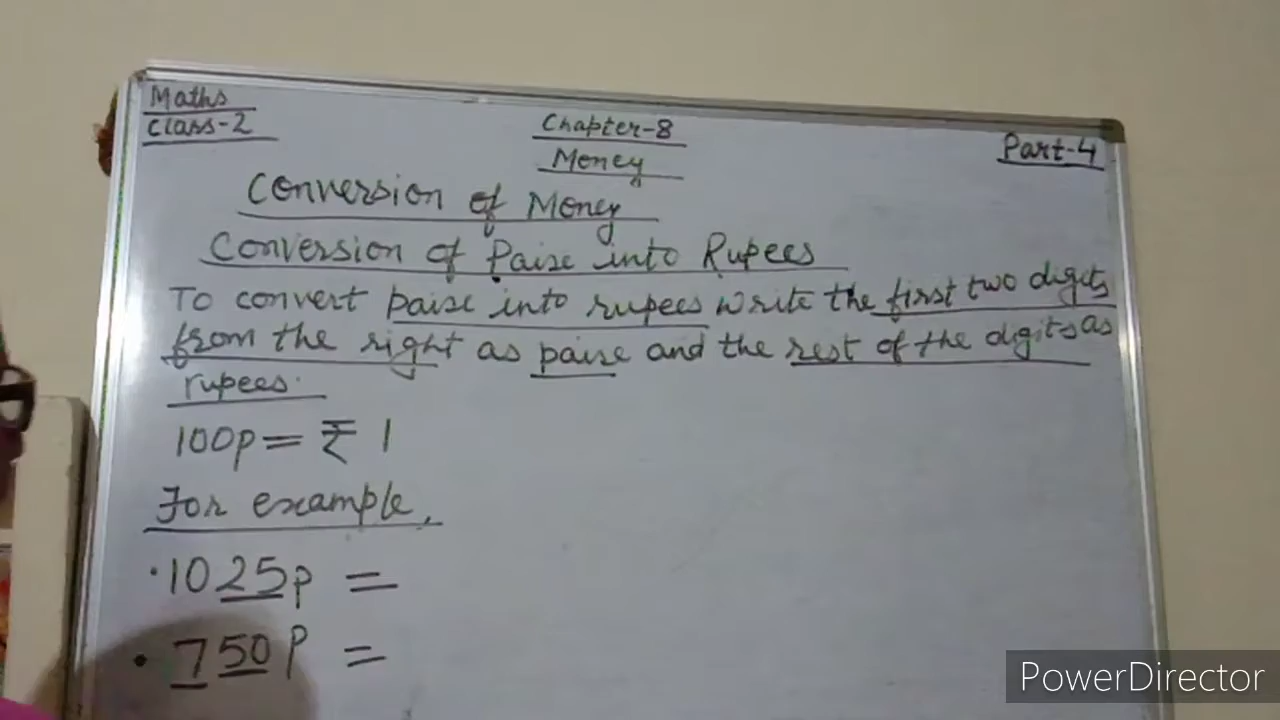 Maths
Class-2
Chapter-8
Money
Part-4
Conversion of Money
Conversion of Paise into Rupees
To convert paise into rupees write the first two digits
from the right as paise and the rest of the digits as
rupees.
100p = ₹ 1
For example,
· 1025p =
· 750p =
PowerDirector